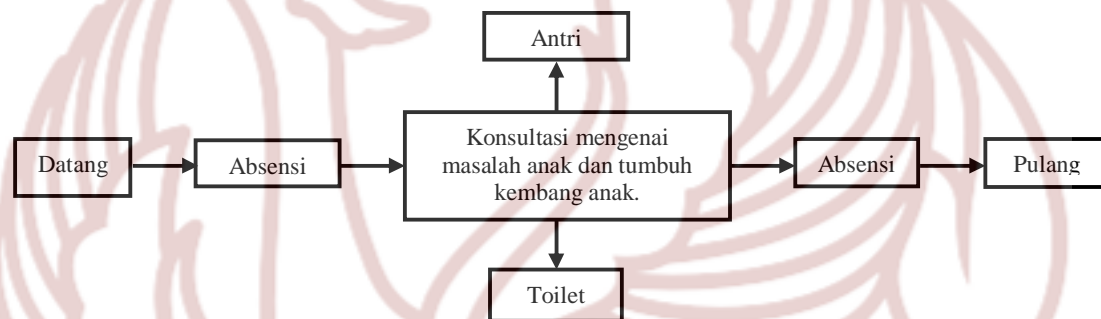 Antri
Datang
Absensi
Konsultasi mengenai
masalah anak dan tumbuh
kembang anak.
Absensi
Pulang
Toilet